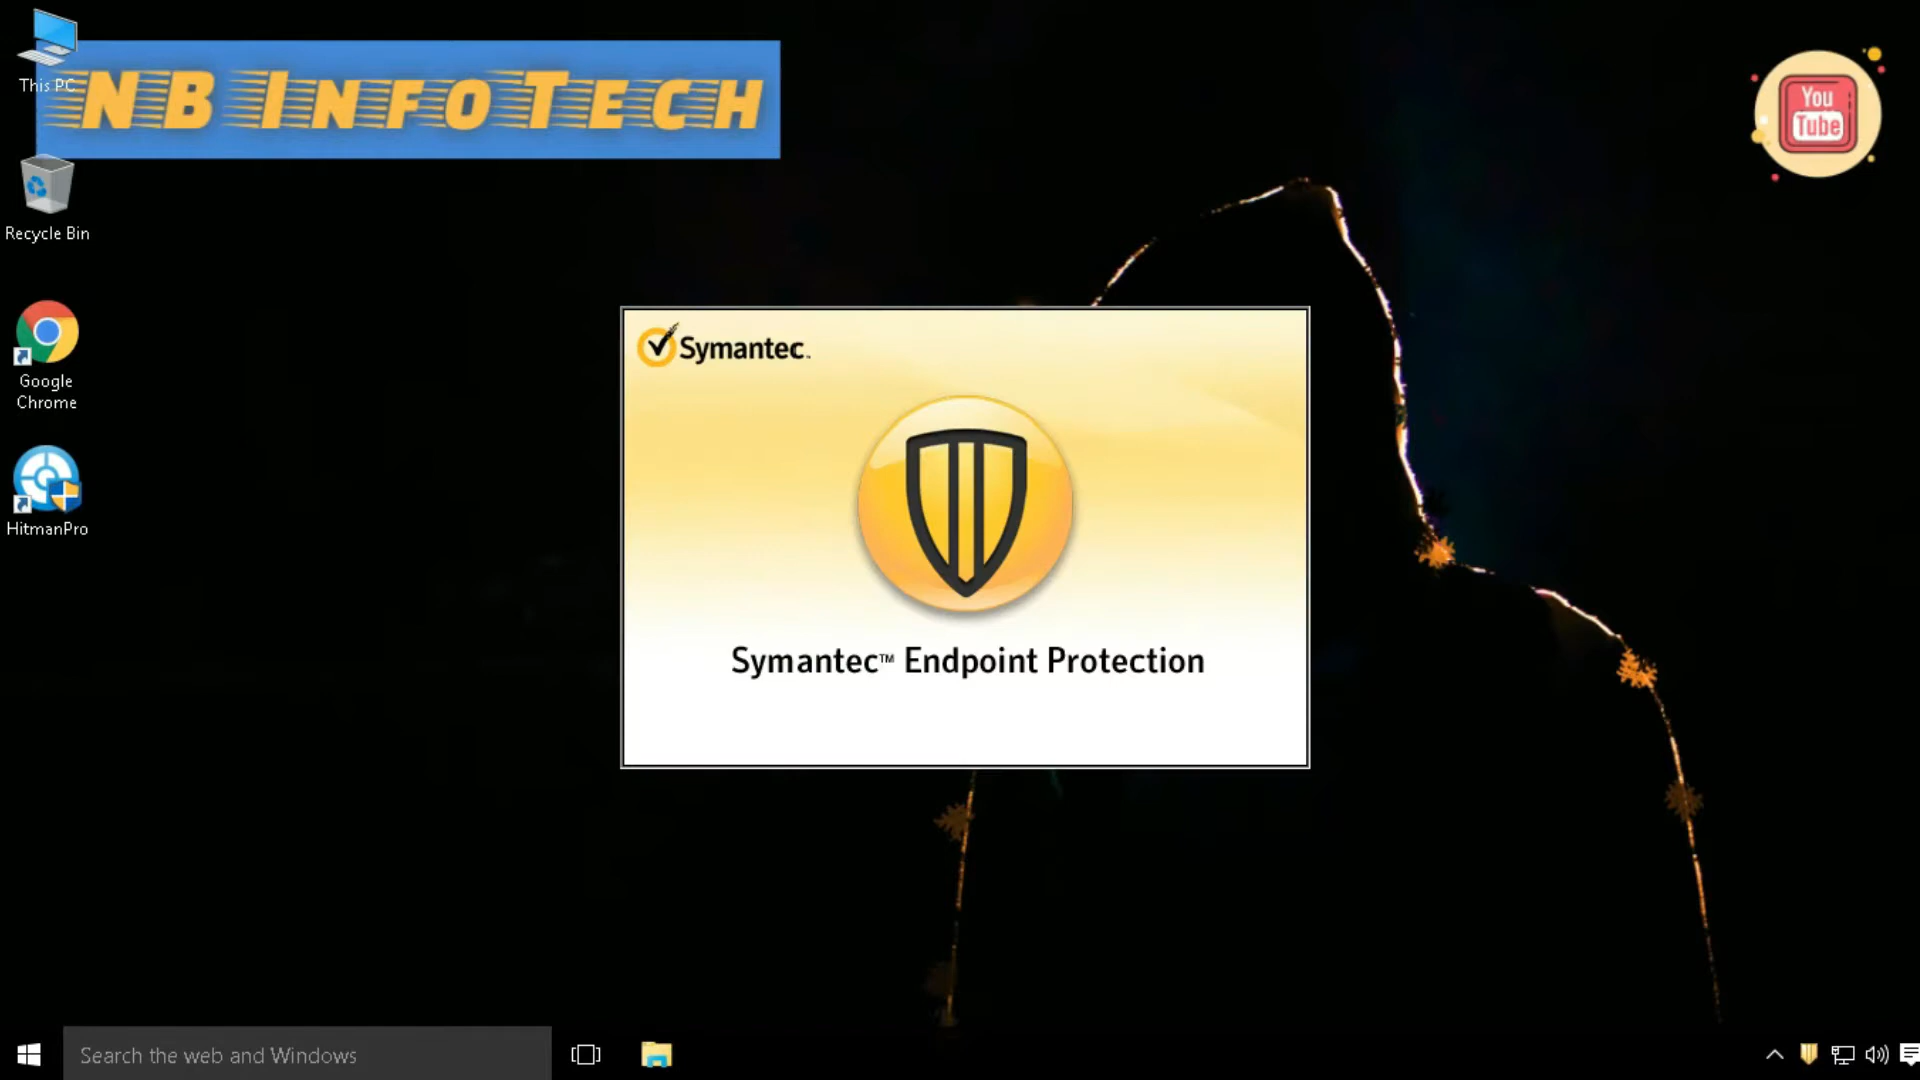 This PC
NB InfoTech
You
Tube
Recycle Bin
Google
Chrome
HitmanPro
Symantec™
Symantec™ Endpoint Protection
Search the web and Windows